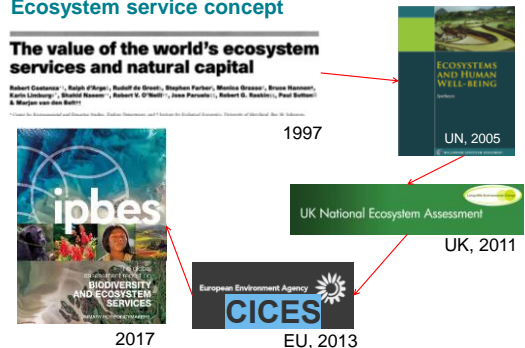 Ecosystem service concept
The value of the world's ecosystem
services and natural capital
Robert Costanza, Ralph d'Arge, Rudolf de Groot, Stephen Farber, Monica Grasso, Bruce Hannon,
Karin Limburg, Shahid Naeem, Robert V. O'Neill, Jose Paruelo, Robert G. Raskin, Paul Sutton
& Marjan van den Belt
1997
ECOSYSTEMS
AND HUMAN
WELL-BEING
Synthesis
UN, 2005
UK National Ecosystem Assessment
UK, 2011
European Environment Agency
CICES
EU, 2013
ipbes
BIODIVERSITY
AND ECOSYSTEM
SERVICES
2017